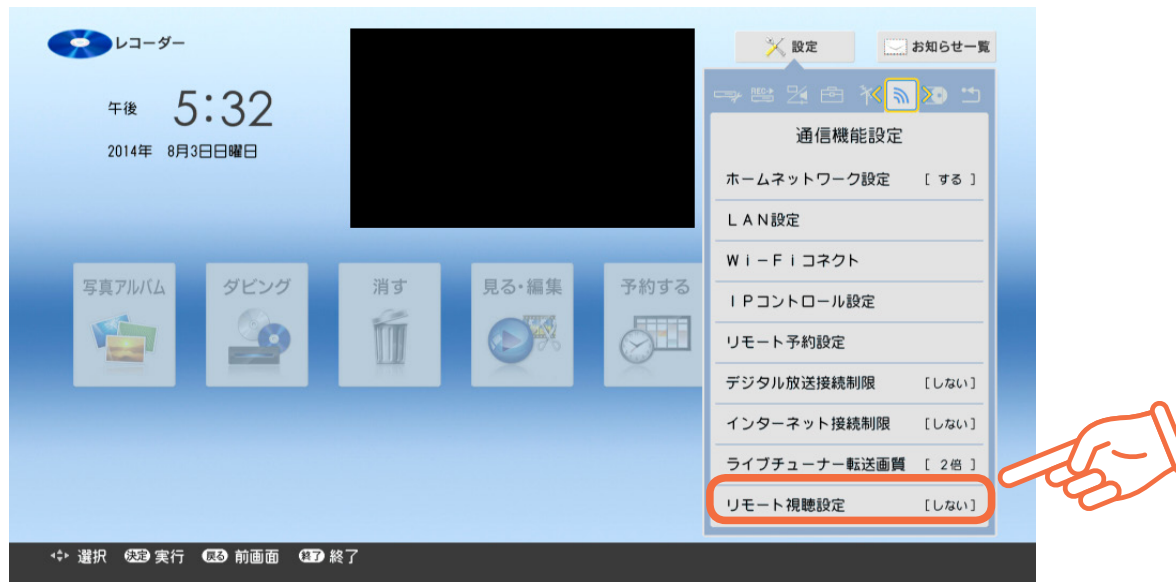 レコーダー
午後 5:32
2014年 8月3日日曜日
設定
お知らせ一覧
REC
通信機能設定
ホームネットワーク設定 [ する ]
ＬＡＮ設定
Ｗｉ－Ｆｉコネクト
ＩＰコントロール設定
リモート予約設定
デジタル放送接続制限 [しない]
インターネット接続制限 [しない]
ライブチューナー転送画質 [ 2倍 ]
リモート視聴設定 [しない]
写真アルバム ダビング 消す 見る・編集 予約する
選択 決定 実行 戻る 前画面 終了 終了